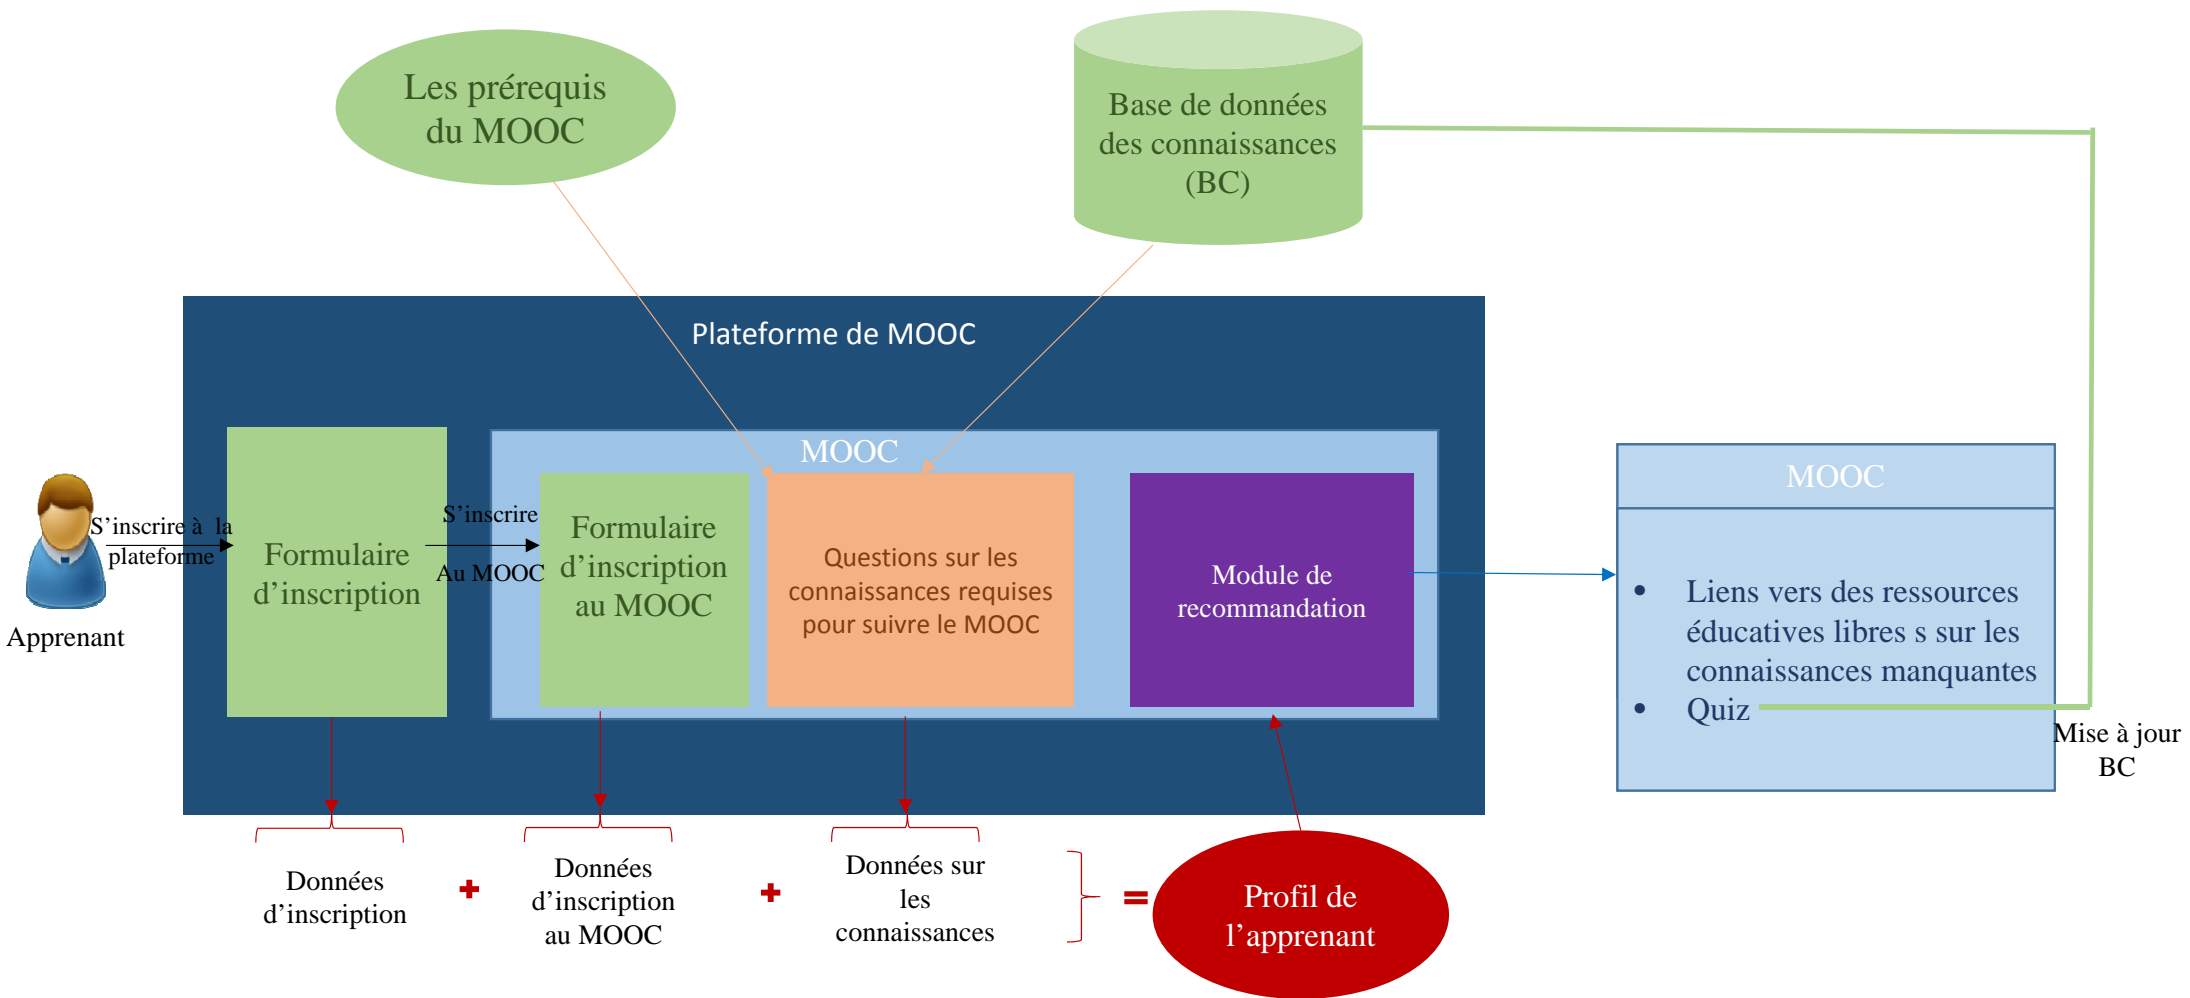 Les prérequis
du MOOC
Base de données
des connaissances
(BC)
Plateforme de MOOC
Apprenant
S’inscrire à la
plateforme
Formulaire
d’inscription
S’inscrire
Au MOOC
MOOC
Formulaire
d’inscription
au MOOC
Questions sur les
connaissances requises
pour suivre le MOOC
Module de
recommandation
MOOC
• Liens vers des ressources
éducatives libres s sur les
connaissances manquantes
• Quiz
Mise à jour
BC
Données
d’inscription
+
Données
d’inscription
au MOOC
+
Données sur
les
connaissances
=
Profil de
l’apprenant